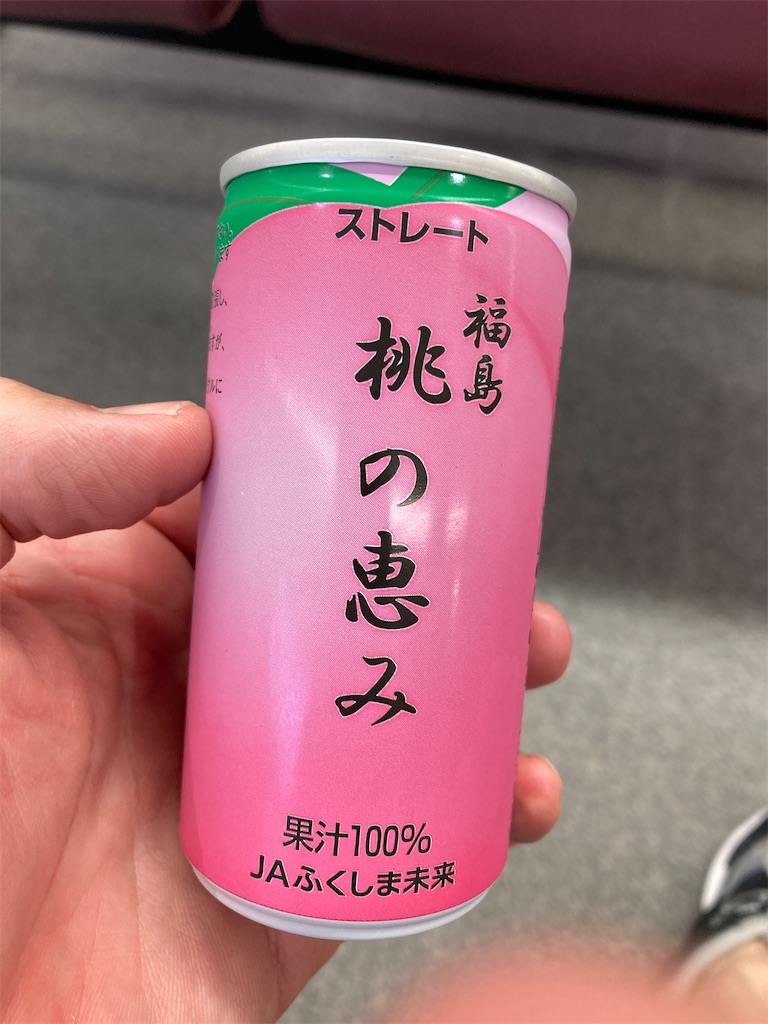 ストレート
福島
桃の恵み
果汁100%
JAふくしま未来